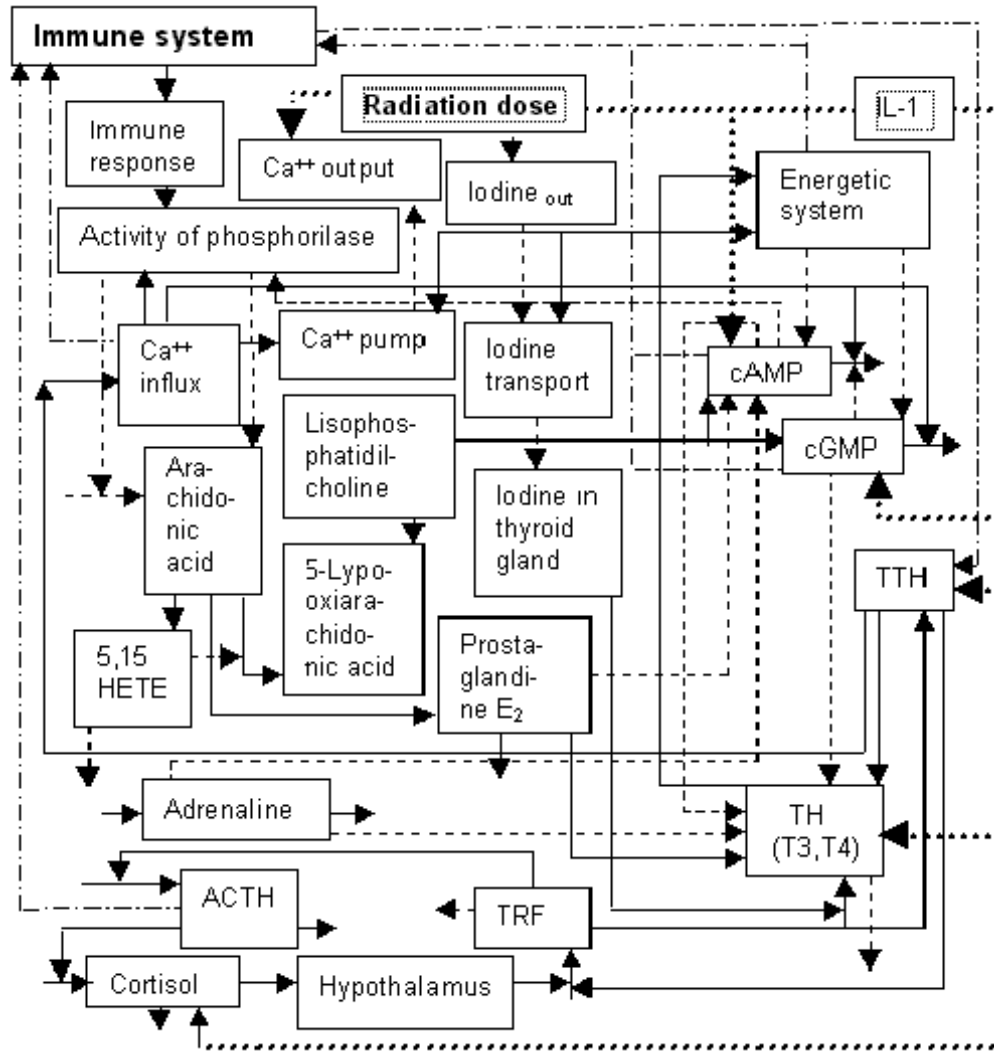 Immune system
Radiation dose
IL-1
Immune
response
Ca⁺⁺ output
Iodine out
Energetic
system
Activity of phosphorilase
Ca⁺⁺
influx
Ca⁺⁺ pump
Iodine
transport
cAMP
Lisophos-
phatidil-
choline
cGMP
Ara-
chido-
nic
acid
Iodine in
thyroid
gland
5-Lypo-
oxiara-
chido-
nic acid
TTH
5,15
HETE
Prosta-
glandi-
ne E₂
Adrenaline
TH
(T3,T4)
ACTH
TRF
Cortisol
Hypothalamus